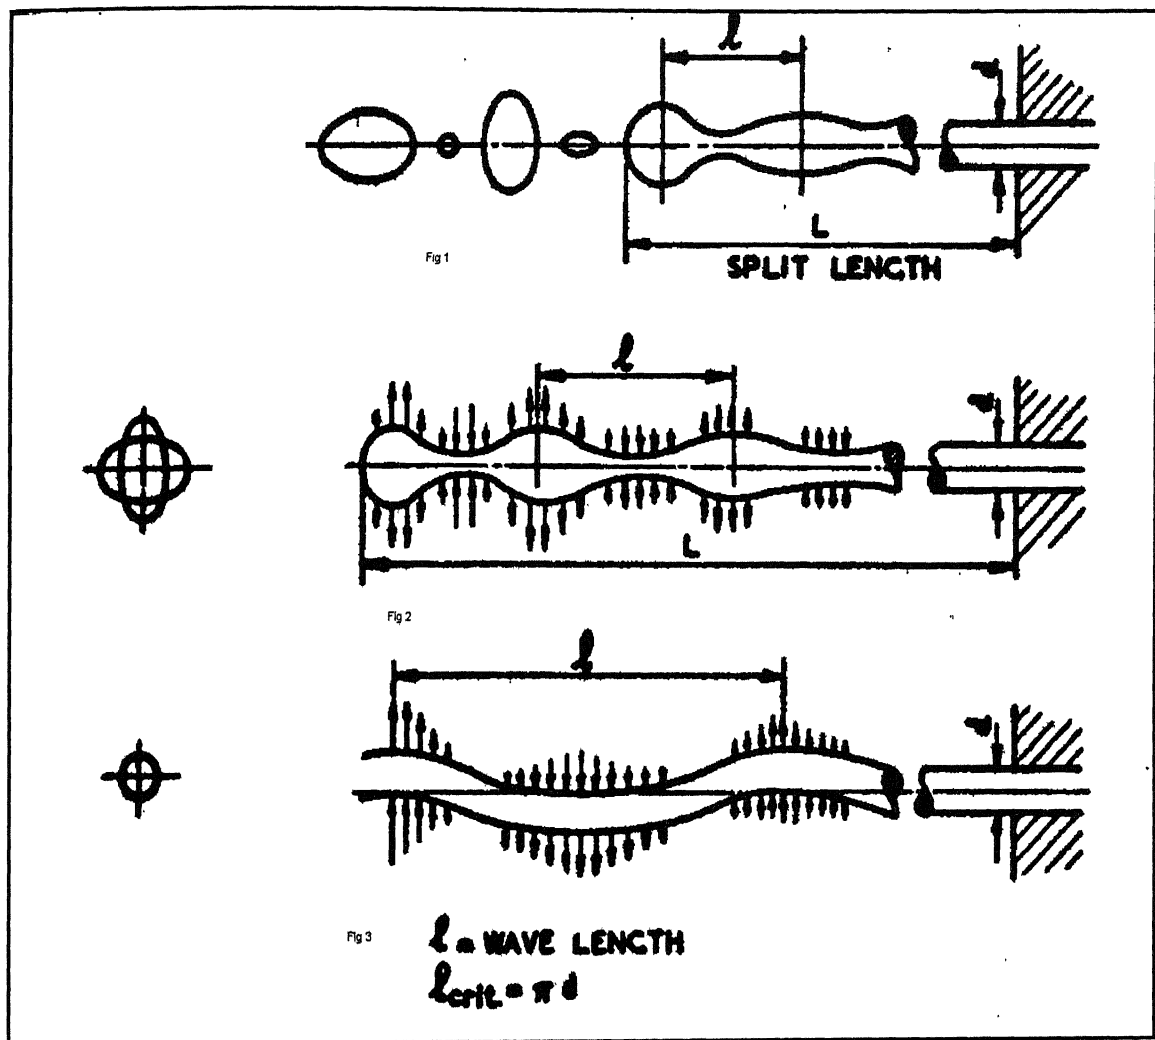 ℓ
d
L
SPLIT LENGTH
Fig 1
ℓ
d
L
Fig 2
ℓ
d
Fig 3
ℓ = WAVE LENGTH
ℓcrit. = π d